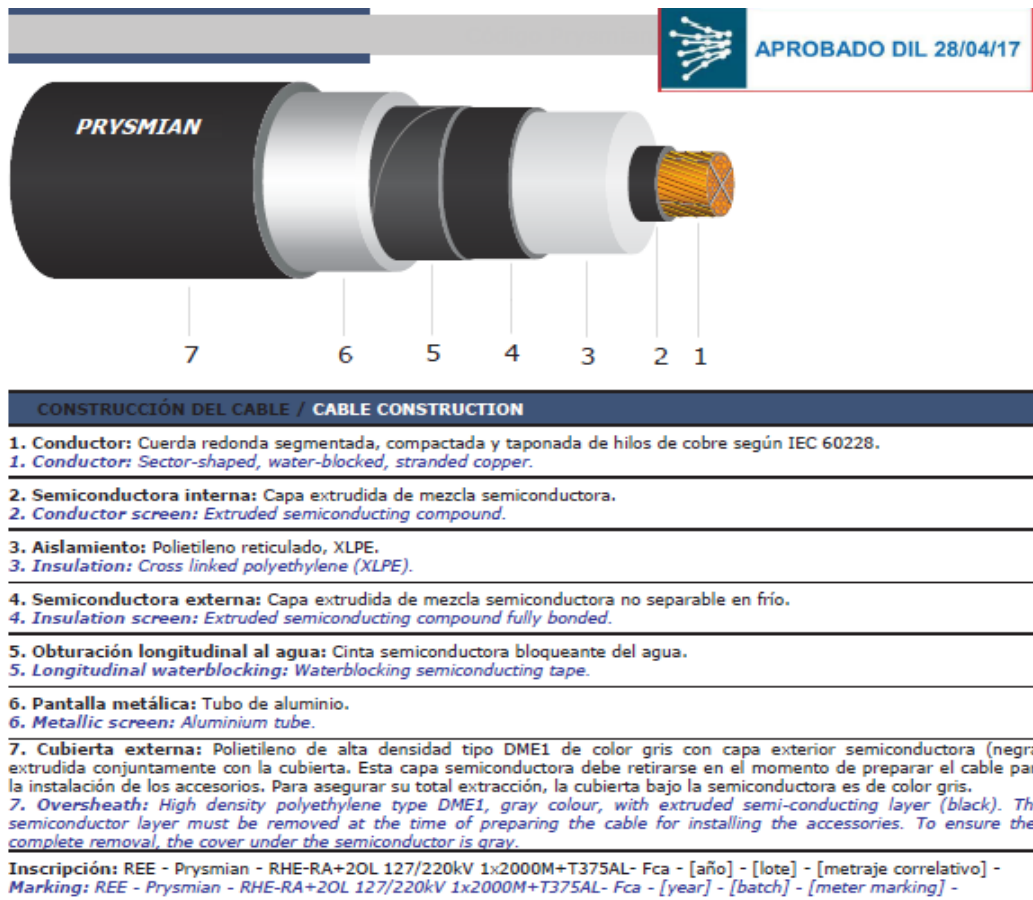 APROBADO DIL 28/04/17
PRYSMIAN
7 6 5 4 3 2 1
CONSTRUCCIÓN DEL CABLE / CABLE CONSTRUCTION
1. Conductor: Cuerda redonda segmentada, compactada y taponada de hilos de cobre según IEC 60228.
1. Conductor: Sector-shaped, water-blocked, stranded copper.
2. Semiconductora interna: Capa extrudida de mezcla semiconductora.
2. Conductor screen: Extruded semiconducting compound.
3. Aislamiento: Polietileno reticulado, XLPE.
3. Insulation: Cross linked polyethylene (XLPE).
4. Semiconductora externa: Capa extrudida de mezcla semiconductora no separable en frío.
4. Insulation screen: Extruded semiconducting compound fully bonded.
5. Obturación longitudinal al agua: Cinta semiconductora bloqueante del agua.
5. Longitudinal waterblocking: Waterblocking semiconducting tape.
6. Pantalla metálica: Tubo de aluminio.
6. Metallic screen: Aluminium tube.
7. Cubierta externa: Polietileno de alta densidad tipo DME1 de color gris con capa exterior semiconductora (negra
extrudida conjuntamente con la cubierta. Esta capa semiconductora debe retirarse en el momento de preparar el cable par
la instalación de los accesorios. Para asegurar su total extracción, la cubierta bajo la semiconductora es de color gris.
7. Oversheath: High density polyethylene type DME1, gray colour, with extruded semi-conducting layer (black). Th
semiconductor layer must be removed at the time of preparing the cable for installing the accessories. To ensure the
complete removal, the cover under the semiconductor is gray.
Inscripción: REE - Prysmian - RHE-RA+2OL 127/220kV 1x2000M+T375AL- Fca - [año] - [lote] - [metraje correlativo] -
Marking: REE - Prysmian - RHE-RA+2OL 127/220kV 1x2000M+T375AL- Fca - [year] - [batch] - [meter marking] -